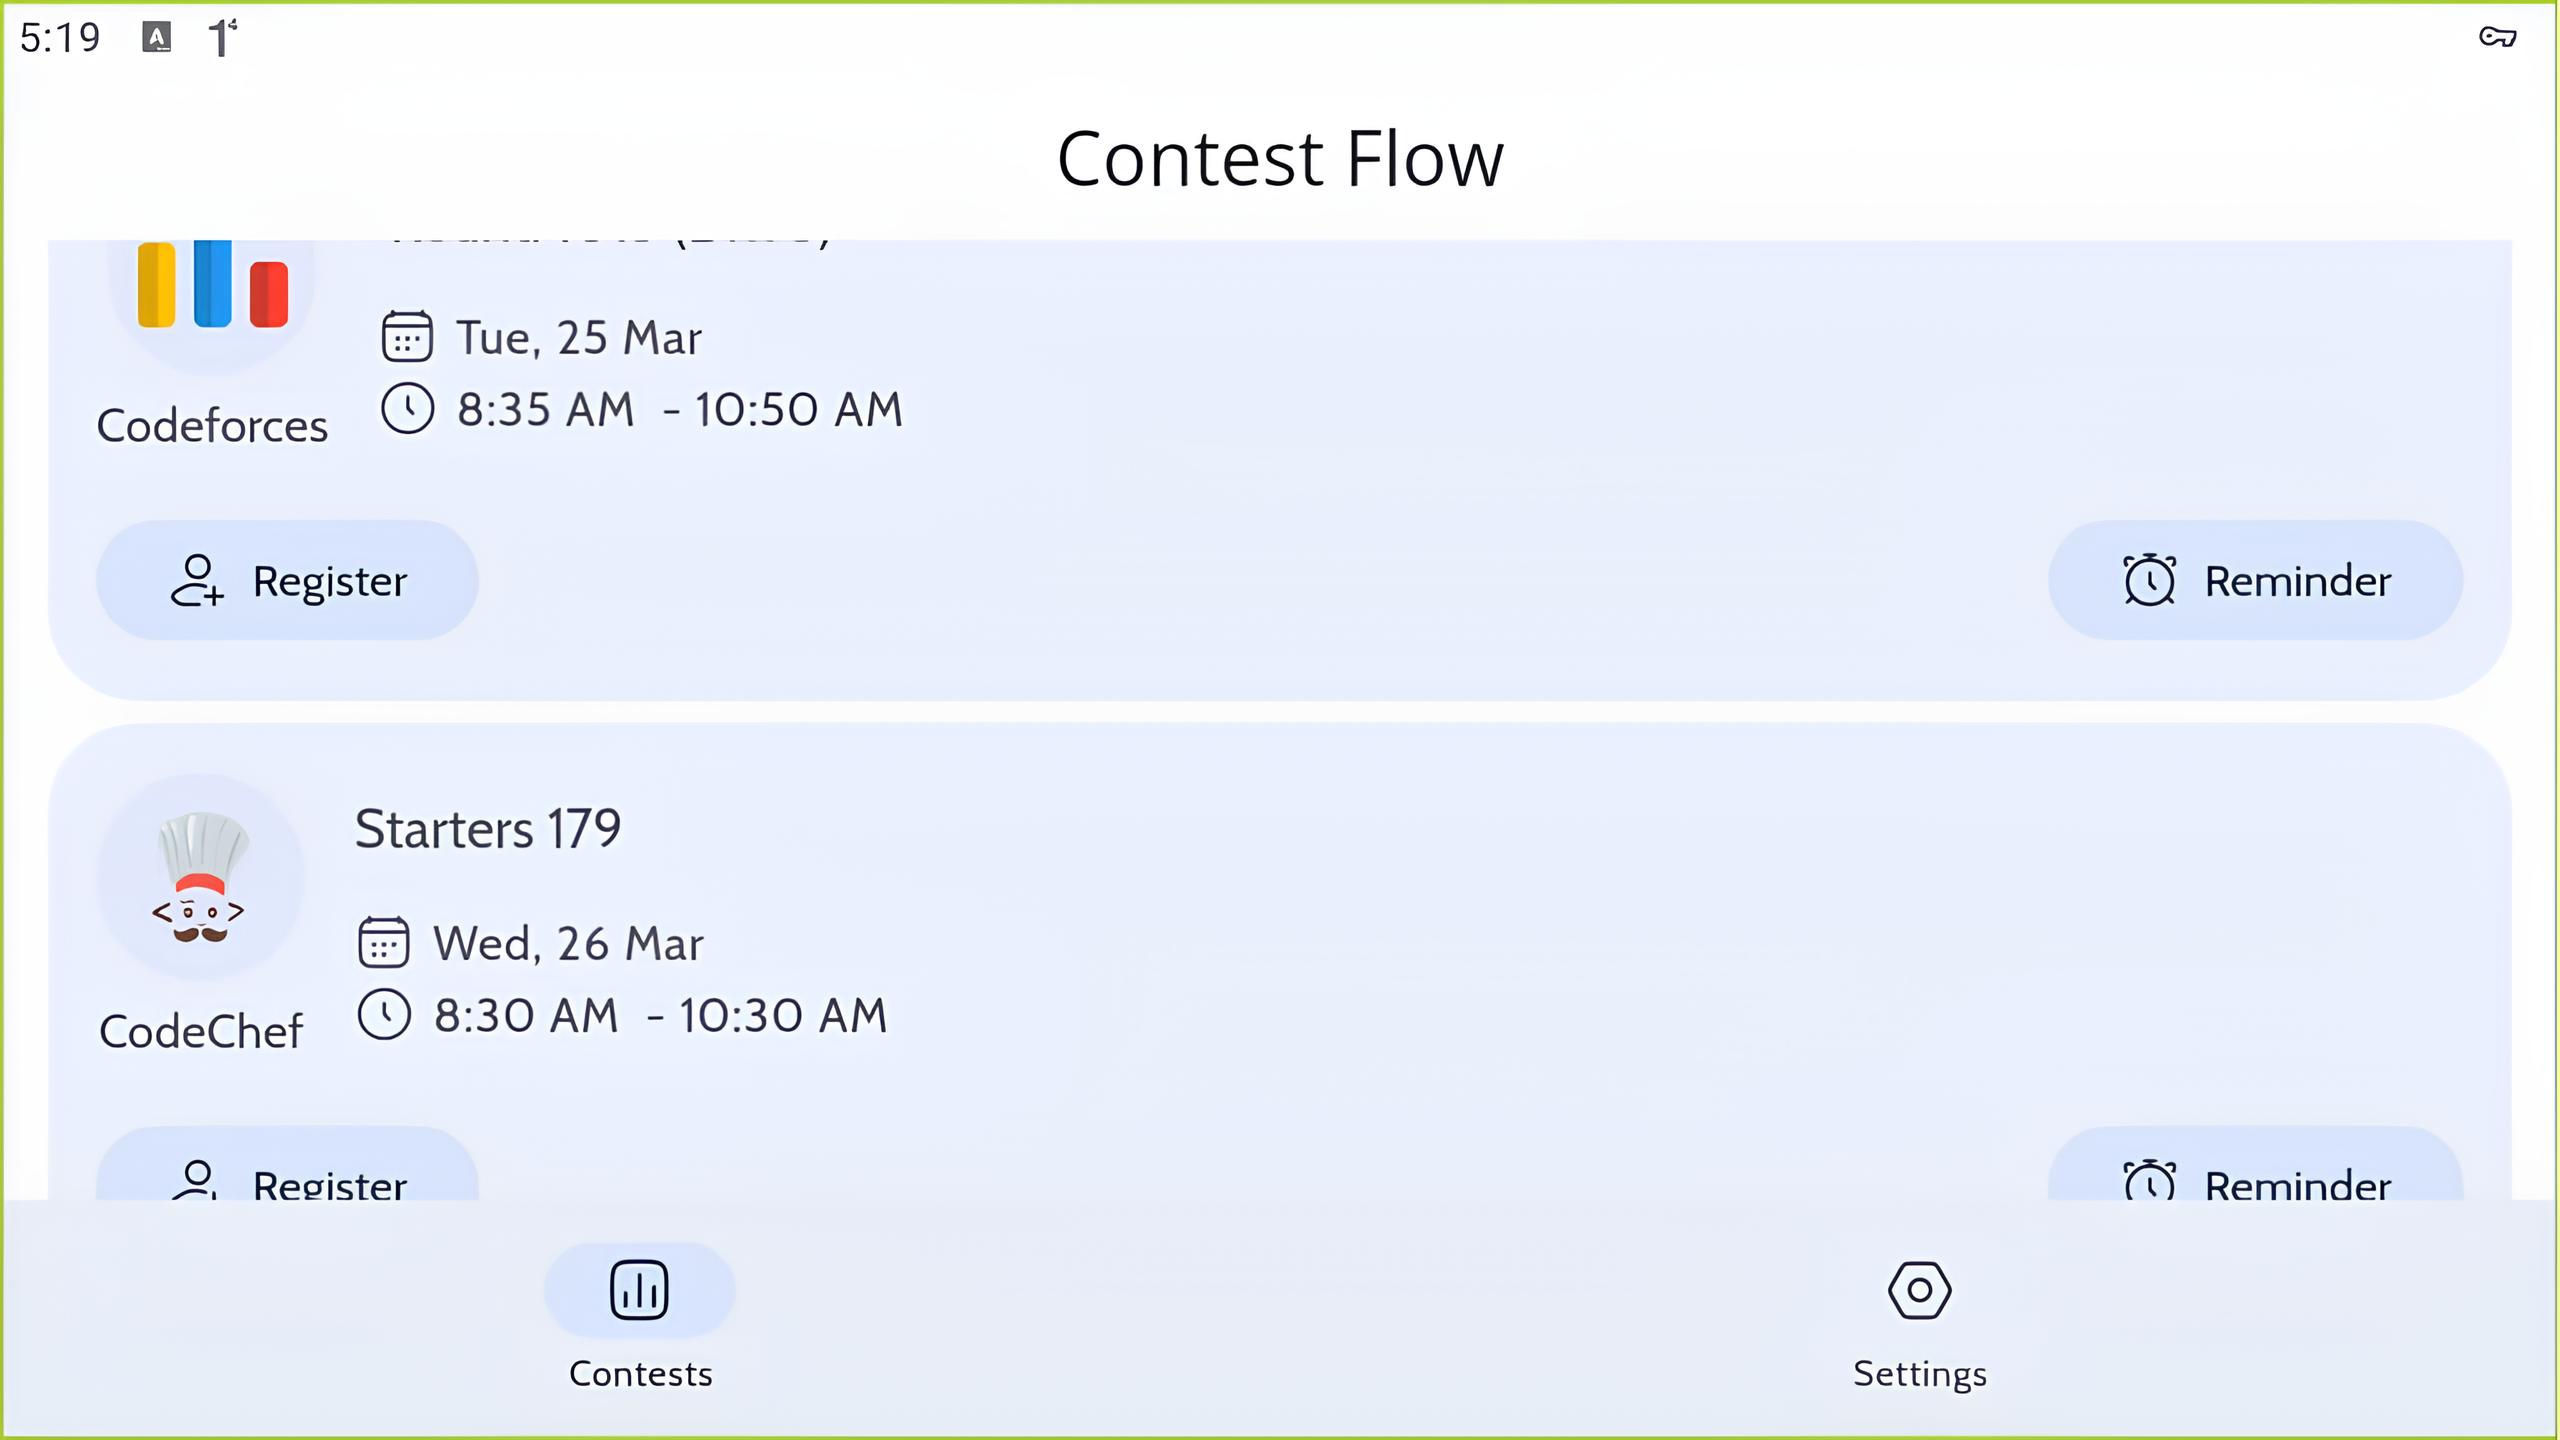 5:19
Contest Flow
Tue, 25 Mar
8:35 AM - 10:50 AM
Codeforces
Register
Reminder
Starters 179
Wed, 26 Mar
8:30 AM - 10:30 AM
CodeChef
Register
Reminder
Contests
Settings